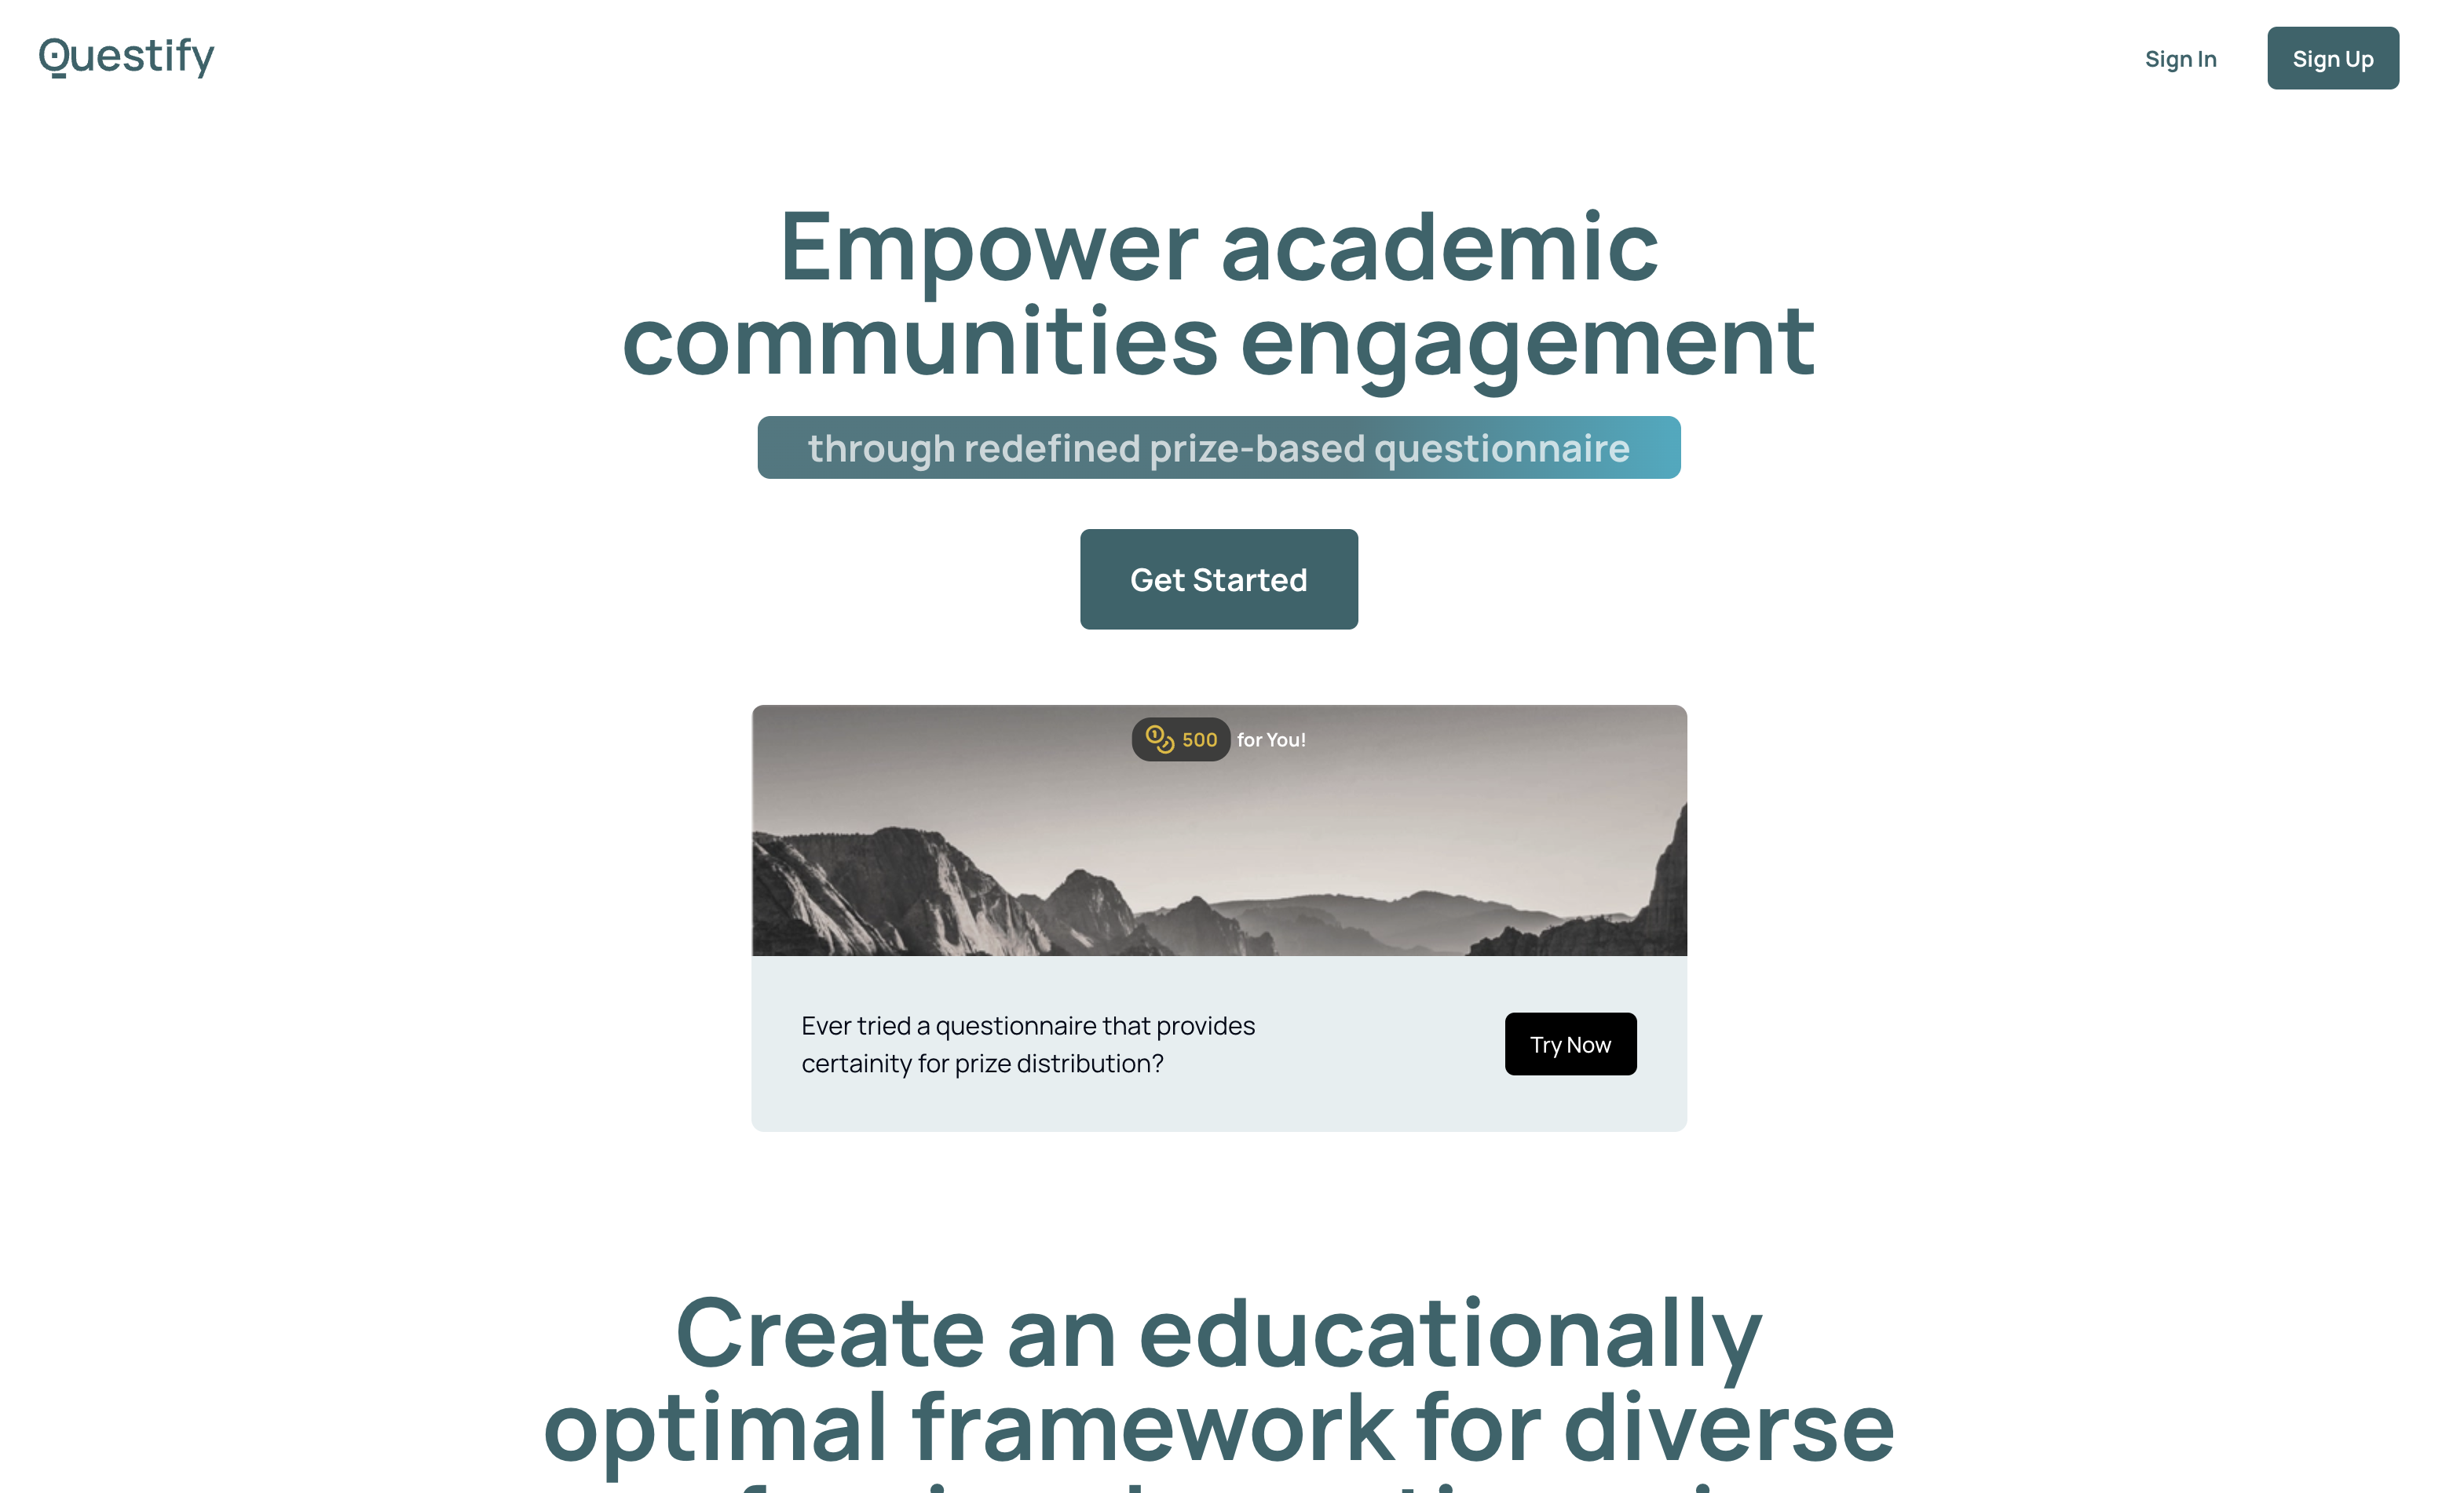 Questify
Sign In
Sign Up
Empower academic
communities engagement
through redefined prize-based questionnaire
Get Started
500 for You!
Ever tried a questionnaire that provides
certainity for prize distribution?
Try Now
Create an educationally
optimal framework for diverse